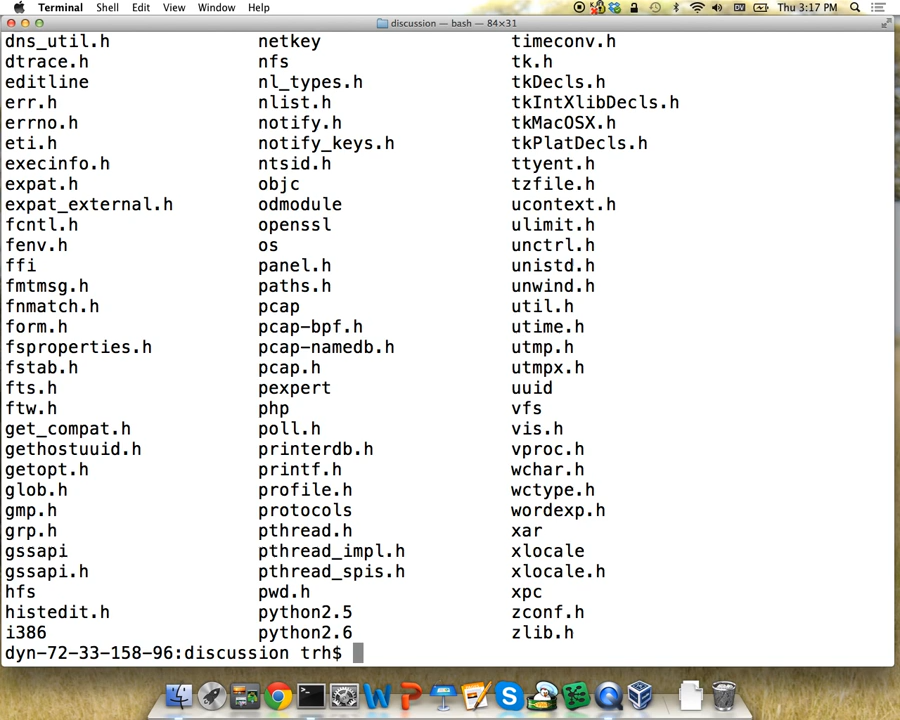 Terminal Shell Edit View Window Help Thu 3:17 PM
discussion — bash — 84×31
dns_util.h netkey timeconv.h
dtrace.h nfs tk.h
editline nl_types.h tkDecls.h
err.h nlist.h tkIntXlibDecls.h
errno.h notify.h tkMacOSX.h
eti.h notify_keys.h tkPlatDecls.h
execinfo.h ntsid.h ttyent.h
expat.h objc tzfile.h
expat_external.h odmodule ucontext.h
fcntl.h openssl ulimit.h
fenv.h os unctrl.h
ffi panel.h unistd.h
fmtmsg.h paths.h unwind.h
fnmatch.h pcap util.h
form.h pcap-bpf.h utime.h
fsproperties.h pcap-namedb.h utmp.h
fstab.h pcap.h utmpx.h
fts.h pexpert uuid
ftw.h php vfs
get_compat.h poll.h vis.h
gethostuuid.h printerdb.h vproc.h
getopt.h printf.h wchar.h
glob.h profile.h wctype.h
gmp.h protocols wordexp.h
grp.h pthread.h xar
gssapi pthread_impl.h xlocale
gssapi.h pthread_spis.h xlocale.h
hfs pwd.h xpc
histedit.h python2.5 zconf.h
i386 python2.6 zlib.h
dyn-72-33-158-96:discussion trh$